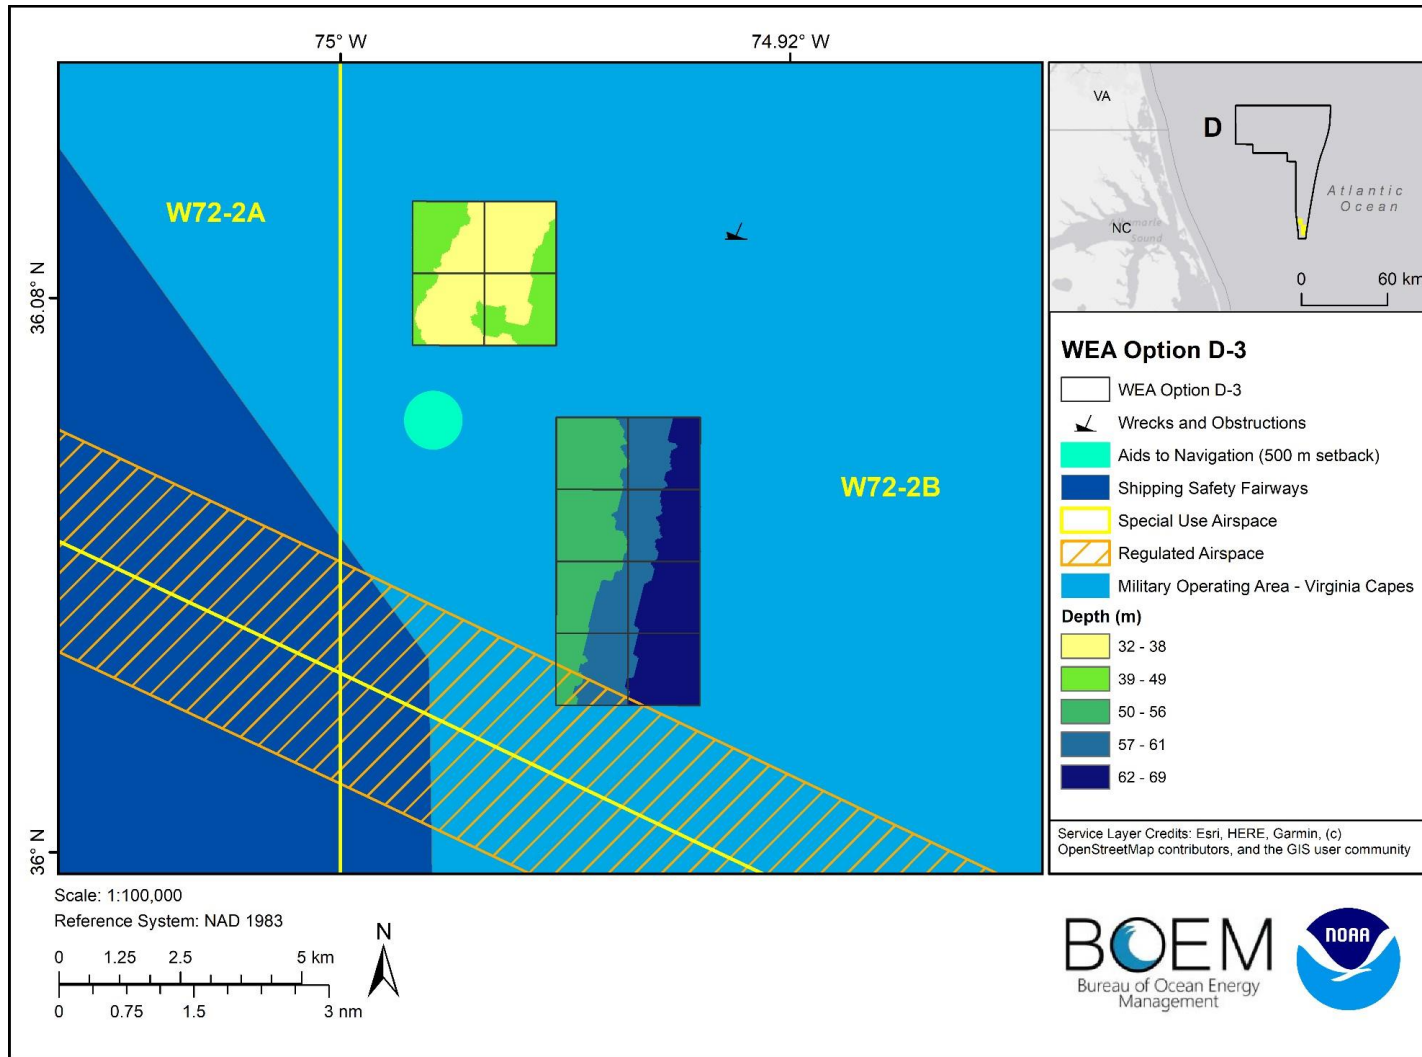 75° W
74.92° W
36.08° N
36° N
W72-2A
W72-2B
VA
NC
D
Albemarle
Sound
Atlantic
Ocean
0 60 km
WEA Option D-3
WEA Option D-3
Wrecks and Obstructions
Aids to Navigation (500 m setback)
Shipping Safety Fairways
Special Use Airspace
Regulated Airspace
Military Operating Area - Virginia Capes
Depth (m)
32 - 38
39 - 49
50 - 56
57 - 61
62 - 69
Service Layer Credits: Esri, HERE, Garmin, (c)
OpenStreetMap contributors, and the GIS user community
Scale: 1:100,000
Reference System: NAD 1983
0 1.25 2.5 5 km
0 0.75 1.5 3 nm
N
BOEM
Bureau of Ocean Energy
Management
NOAA